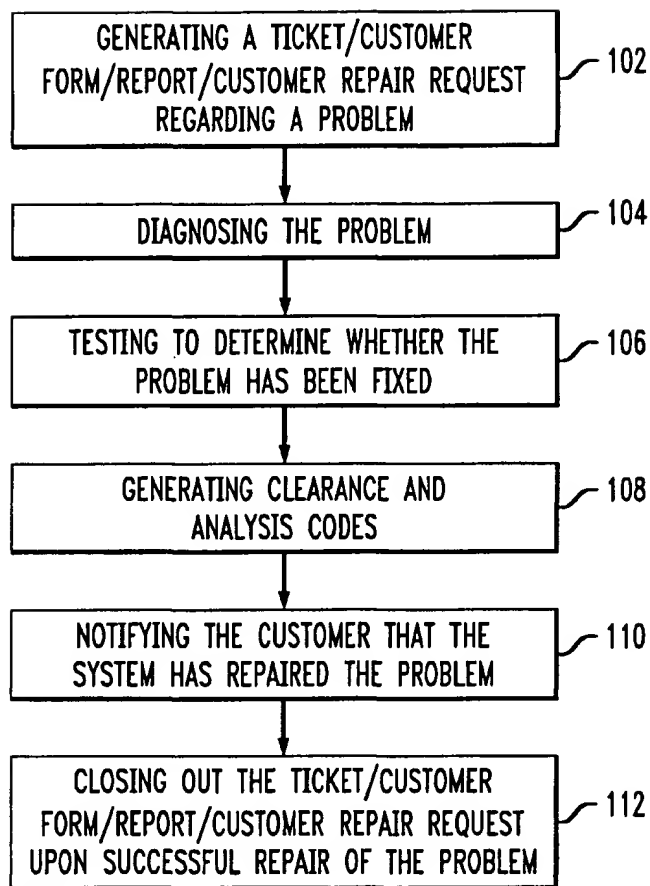 GENERATING A TICKET/CUSTOMER
FORM/REPORT/CUSTOMER REPAIR REQUEST
REGARDING A PROBLEM
102
DIAGNOSING THE PROBLEM
104
TESTING TO DETERMINE WHETHER THE
PROBLEM HAS BEEN FIXED
106
GENERATING CLEARANCE AND
ANALYSIS CODES
108
NOTIFYING THE CUSTOMER THAT THE
SYSTEM HAS REPAIRED THE PROBLEM
110
CLOSING OUT THE TICKET/CUSTOMER
FORM/REPORT/CUSTOMER REPAIR REQUEST
UPON SUCCESSFUL REPAIR OF THE PROBLEM
112